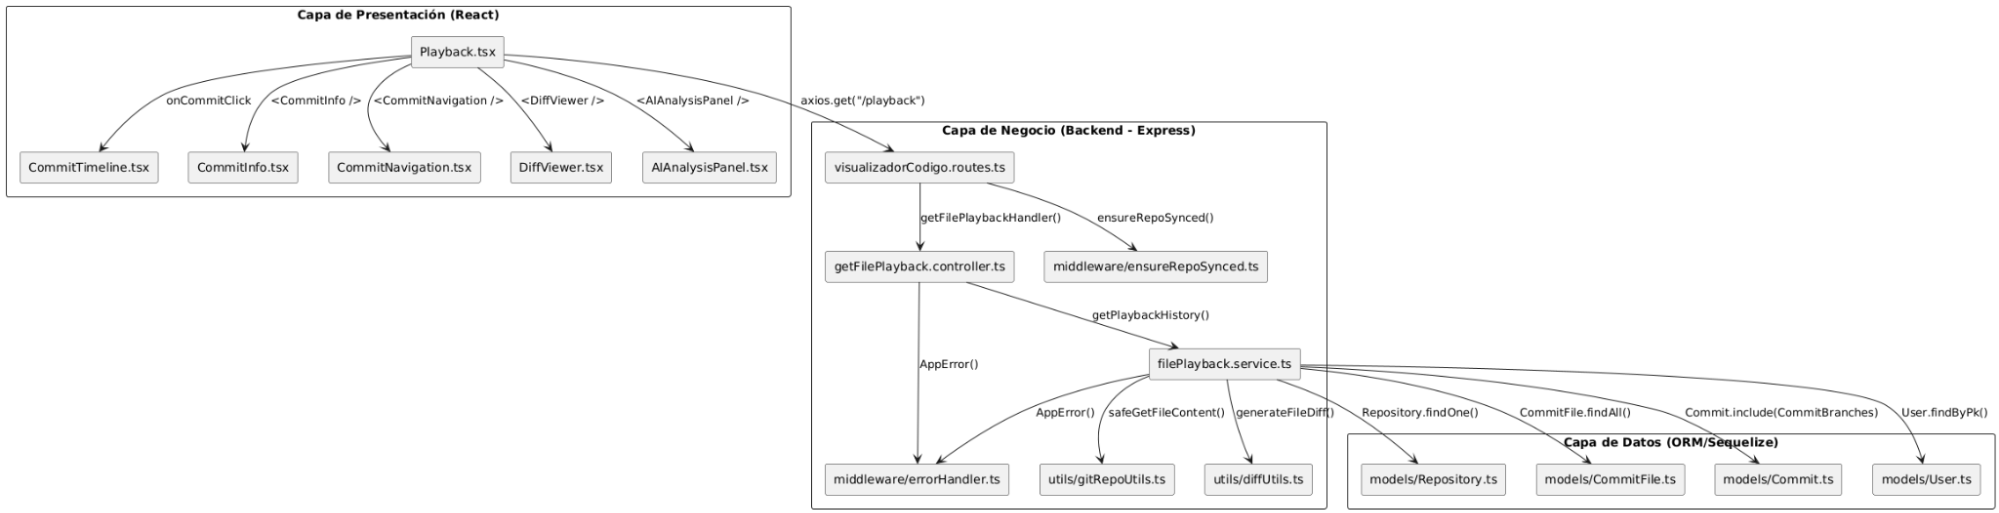 Capa de Presentación (React)
Playback.tsx
onCommitClick
<CommitInfo />
<CommitNavigation />
<DiffViewer />
<AIAnalysisPanel />
axios.get("/playback")
CommitTimeline.tsx
CommitInfo.tsx
CommitNavigation.tsx
DiffViewer.tsx
AIAnalysisPanel.tsx
Capa de Negocio (Backend - Express)
visualizadorCodigo.routes.ts
getFilePlaybackHandler()
ensureRepoSynced()
getFilePlayback.controller.ts
middleware/ensureRepoSynced.ts
getPlaybackHistory()
AppError()
filePlayback.service.ts
AppError()
safeGetFileContent()
generateFileDiff()
Repository.findOne()
CommitFile.findAll()
Commit.include(CommitBranches)
User.findByPk()
middleware/errorHandler.ts
utils/gitRepoUtils.ts
utils/diffUtils.ts
Capa de Datos (ORM/Sequelize)
models/Repository.ts
models/CommitFile.ts
models/Commit.ts
models/User.ts